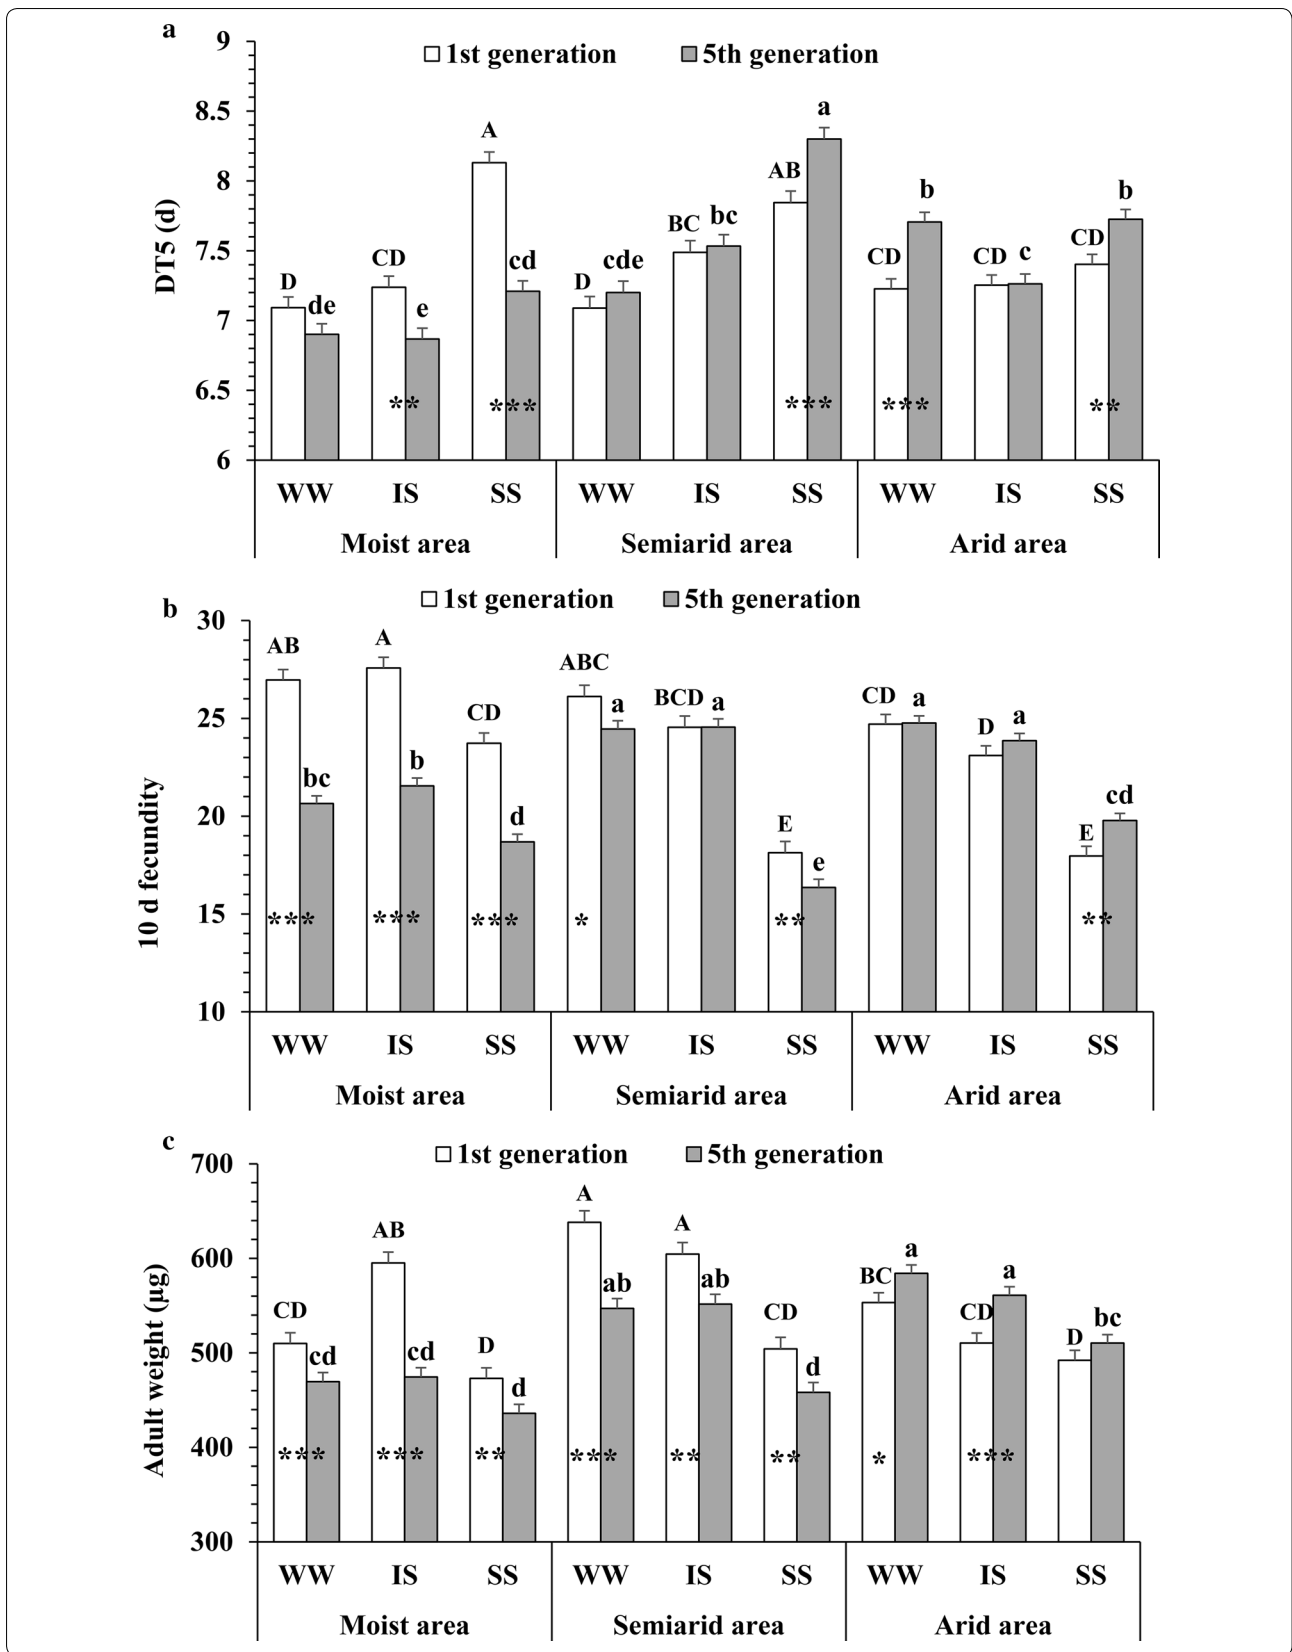 a
1st generation 5th generation
9
8.5
8
7.5
7
6.5
6
DT5 (d)
D de CD e A cd D cde BC bc AB a CD b CD c CD b
** *** *** *** **
WW IS SS WW IS SS WW IS SS
Moist area Semiarid area Arid area
b
1st generation 5th generation
30
25
20
15
10
10 d fecundity
AB bc A b CD d ABC a BCD a E e CD a D a E cd
*** *** *** * ** **
WW IS SS WW IS SS WW IS SS
Moist area Semiarid area Arid area
c
1st generation 5th generation
700
600
500
400
300
Adult weight (µg)
CD cd AB cd D d A ab A ab CD d BC a CD a D bc
*** *** ** *** ** ** * ***
WW IS SS WW IS SS WW IS SS
Moist area Semiarid area Arid area